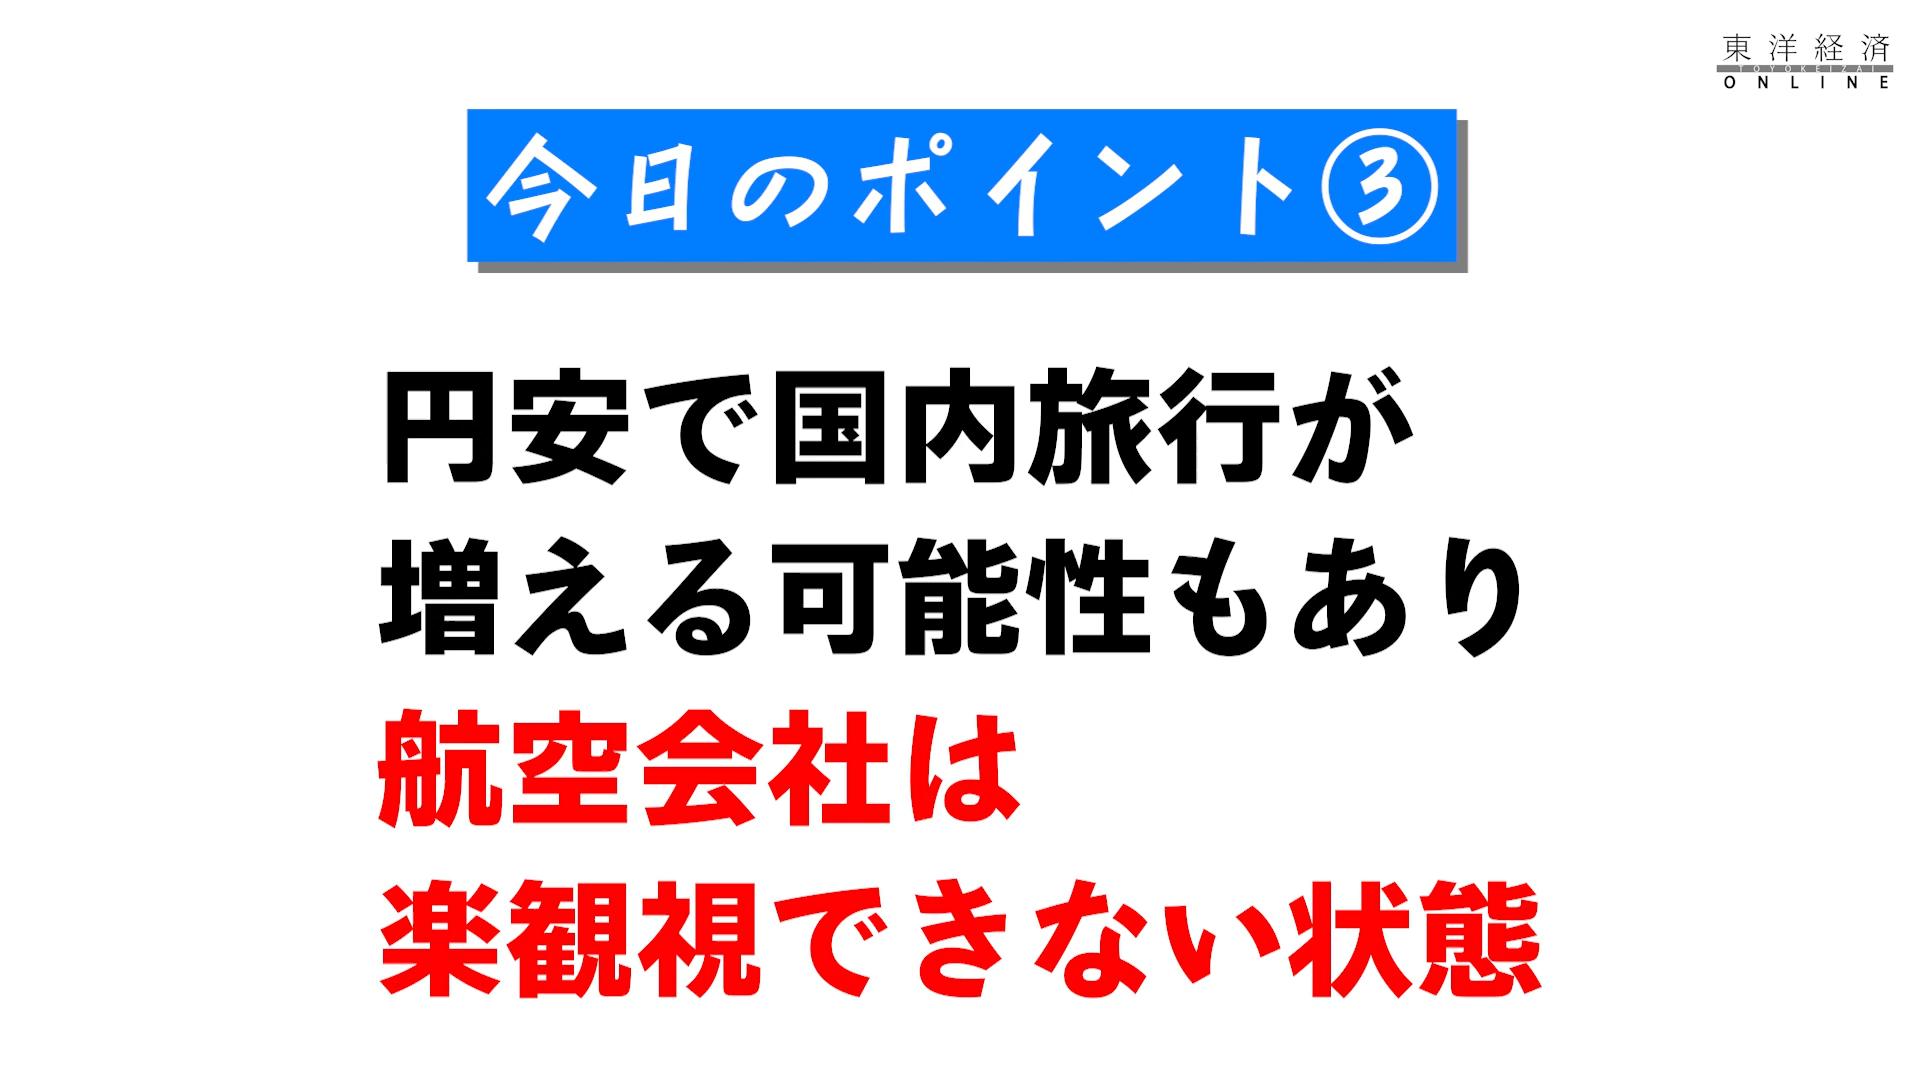 東洋経済
TOYOKEIZAI
ONLINE
今日のポイント③
円安で国内旅行が
増える可能性もあり
航空会社は
楽観視できない状態